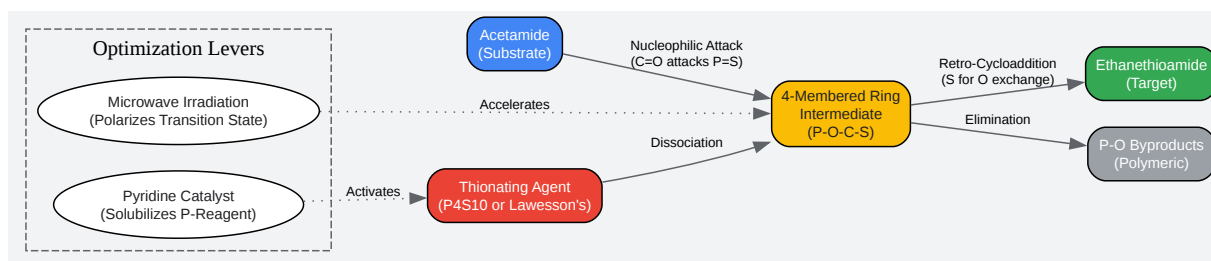 Optimization Levers
Microwave Irradiation
(Polarizes Transition State)
Pyridine Catalyst
(Solubilizes P-Reagent)
Accelerates
Activates
Acetamide
(Substrate)
Thionating Agent
(P4S10 or Lawesson's)
Nucleophilic Attack
(C=O attacks P=S)
Dissociation
4-Membered Ring
Intermediate
(P-O-C-S)
Retro-Cycloaddition
(S for O exchange)
Elimination
Ethanethioamide
(Target)
P-O Byproducts
(Polymeric)